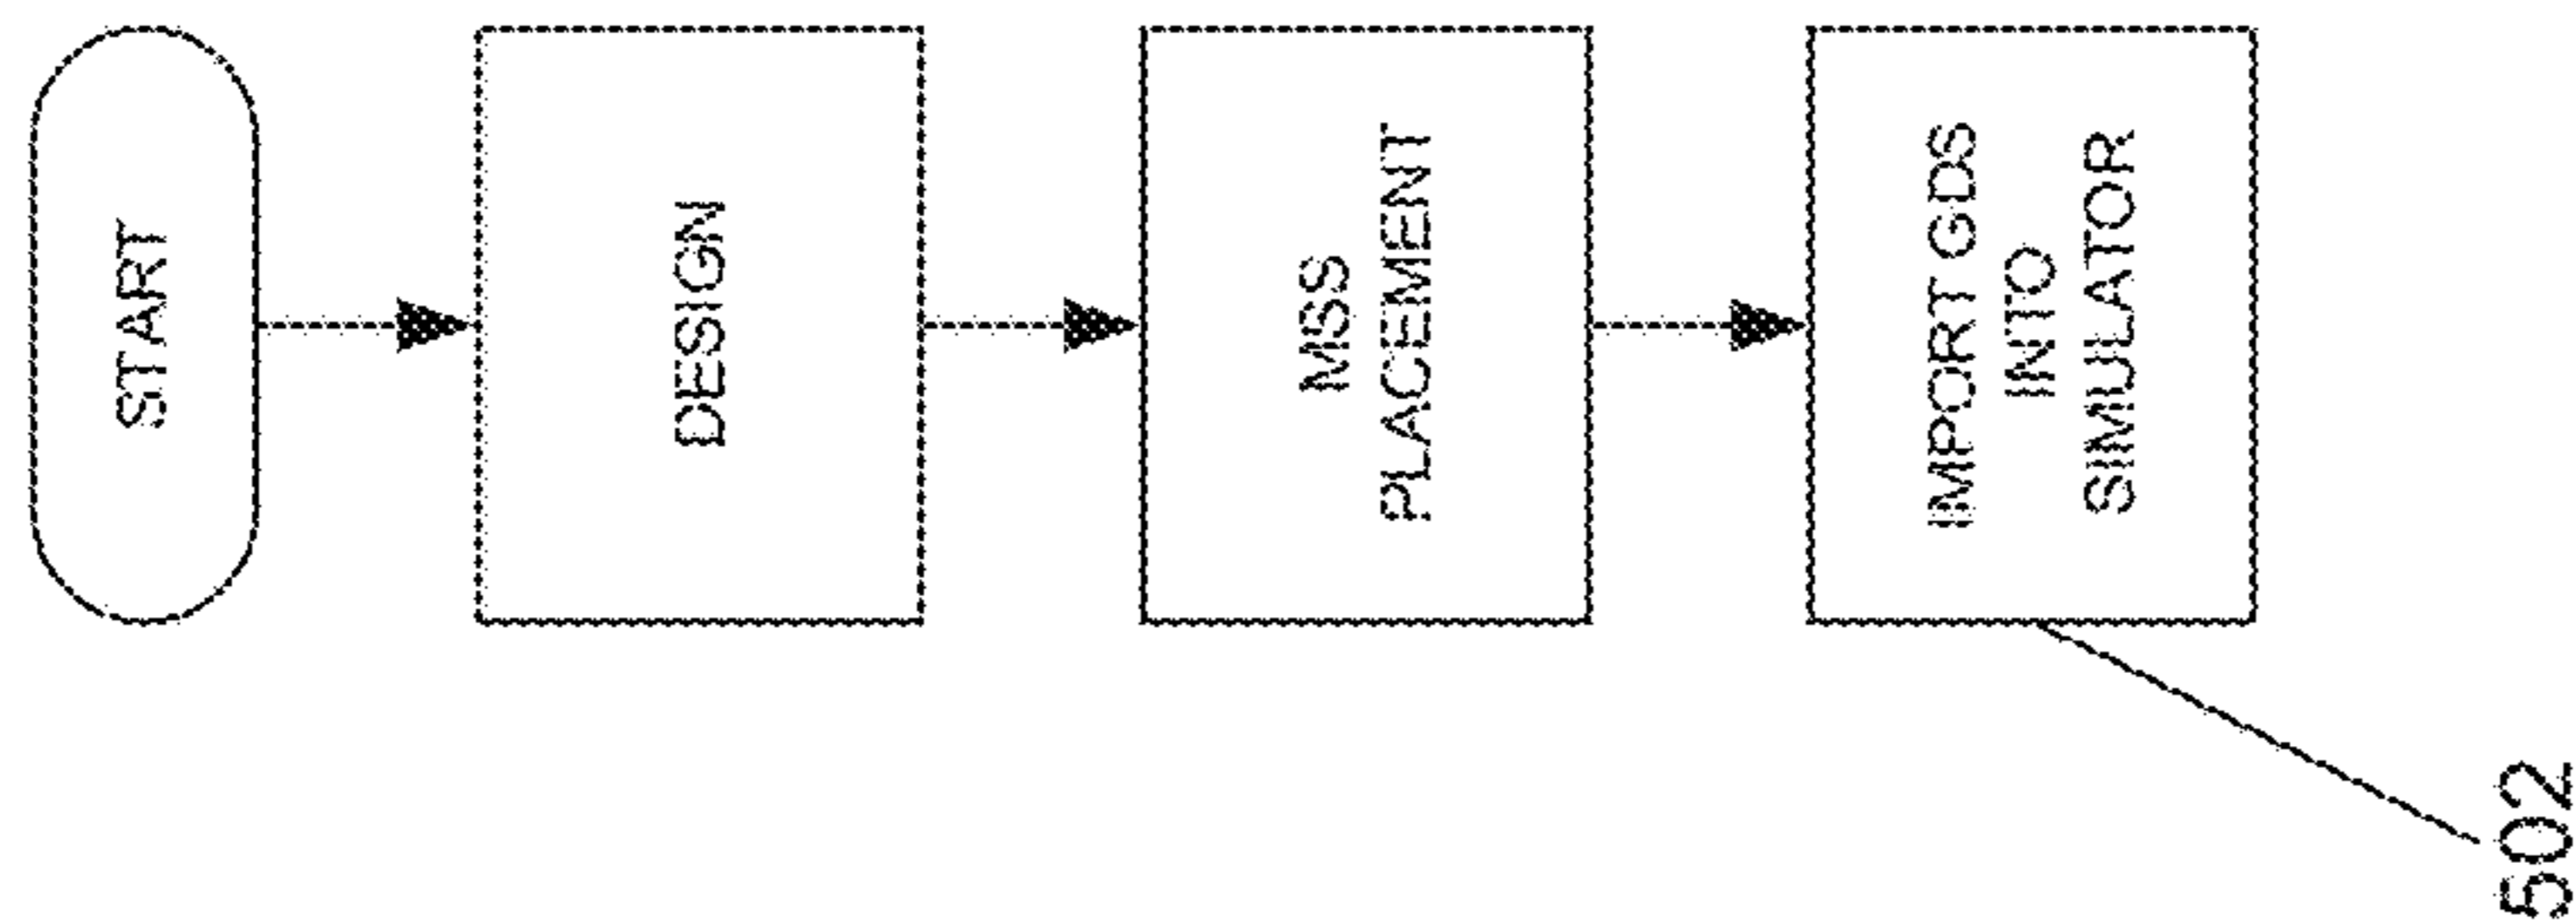 START
DESIGN
MSS
PLACEMENT
IMPORT GDS
INTO
SIMULATOR
502